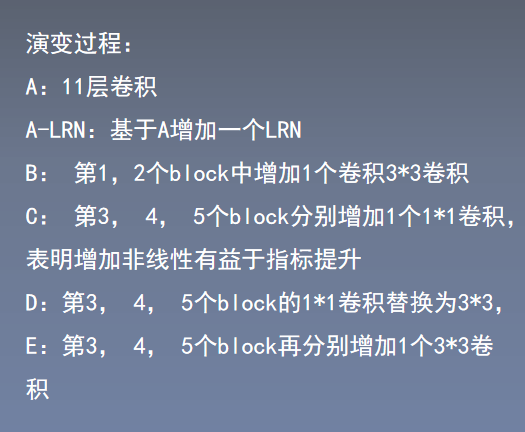 演变过程：
A：11层卷积
A-LRN：基于A增加一个LRN
B： 第1，2个block中增加1个卷积3*3卷积
C： 第3， 4， 5个block分别增加1个1*1卷积，
表明增加非线性有益于指标提升
D：第3， 4， 5个block的1*1卷积替换为3*3，
E：第3， 4， 5个block再分别增加1个3*3卷
积